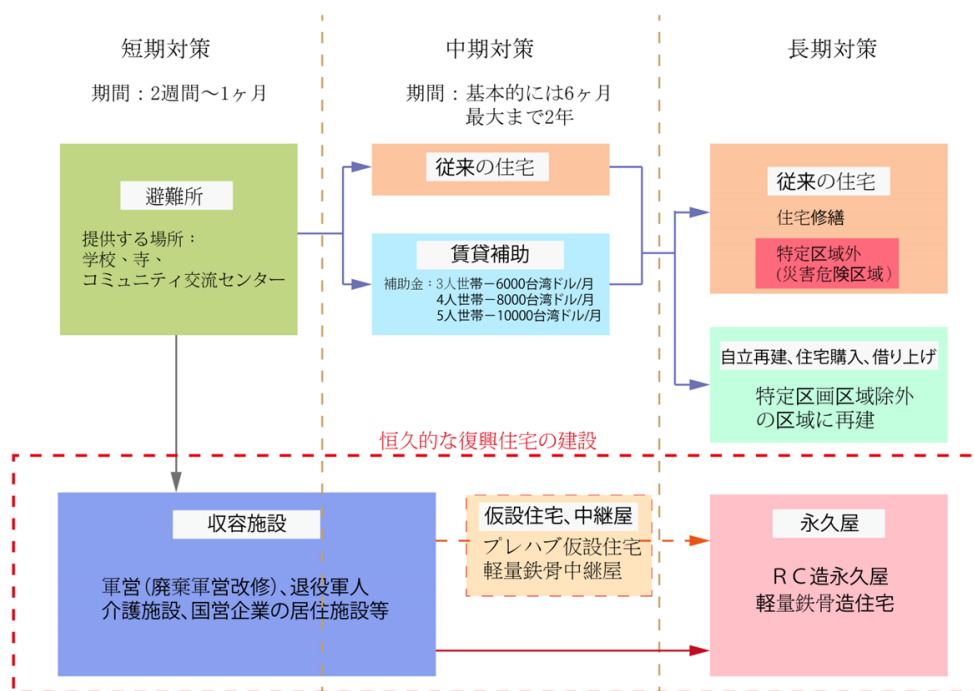 短期対策
期間：2週間～1ヶ月
中期対策
期間：基本的には6ヶ月
最大まで2年
長期対策
避難所
提供する場所：
学校、寺、
コミュニティ交流センター
従来の住宅
賃貸補助
補助金：3人世帯－6000台湾ドル/月
4人世帯－8000台湾ドル/月
5人世帯－10000台湾ドル/月
従来の住宅
住宅修繕
特定区域外
(災害危険区域)
自立再建、住宅購入、借り上げ
特定区画区域除外
の区域に再建
恒久的な復興住宅の建設
収容施設
軍営(廃棄軍営改修)、退役軍人
介護施設、国営企業の居住施設等
仮設住宅、中継屋
プレハブ仮設住宅
軽量鉄骨中継屋
永久屋
ＲＣ造永久屋
軽量鉄骨造住宅